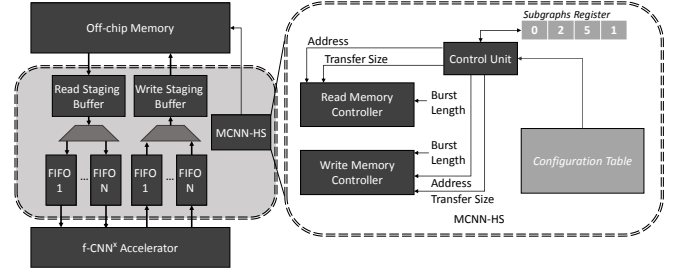 Off-chip Memory
Read Staging
Buffer
Write Staging
Buffer
MCNN-HS
FIFO
1
...
FIFO
N
FIFO
1
...
FIFO
N
f-CNNˣ Accelerator
Subgraphs Register
0 2 5 1
Address
Transfer Size
Control Unit
Read Memory
Controller
Burst
Length
Write Memory
Controller
Burst
Length
Address
Transfer Size
Configuration Table
MCNN-HS